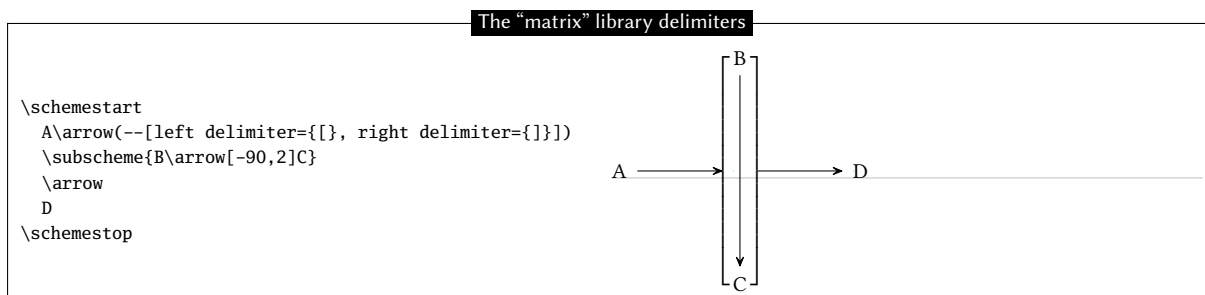 The “matrix” library delimiters
\schemestart
A\arrow(--[left delimiter={[}, right delimiter={]}])
\subscheme{B\arrow[-90,2]C}
\arrow
D
\schemestop
B
A
D
C